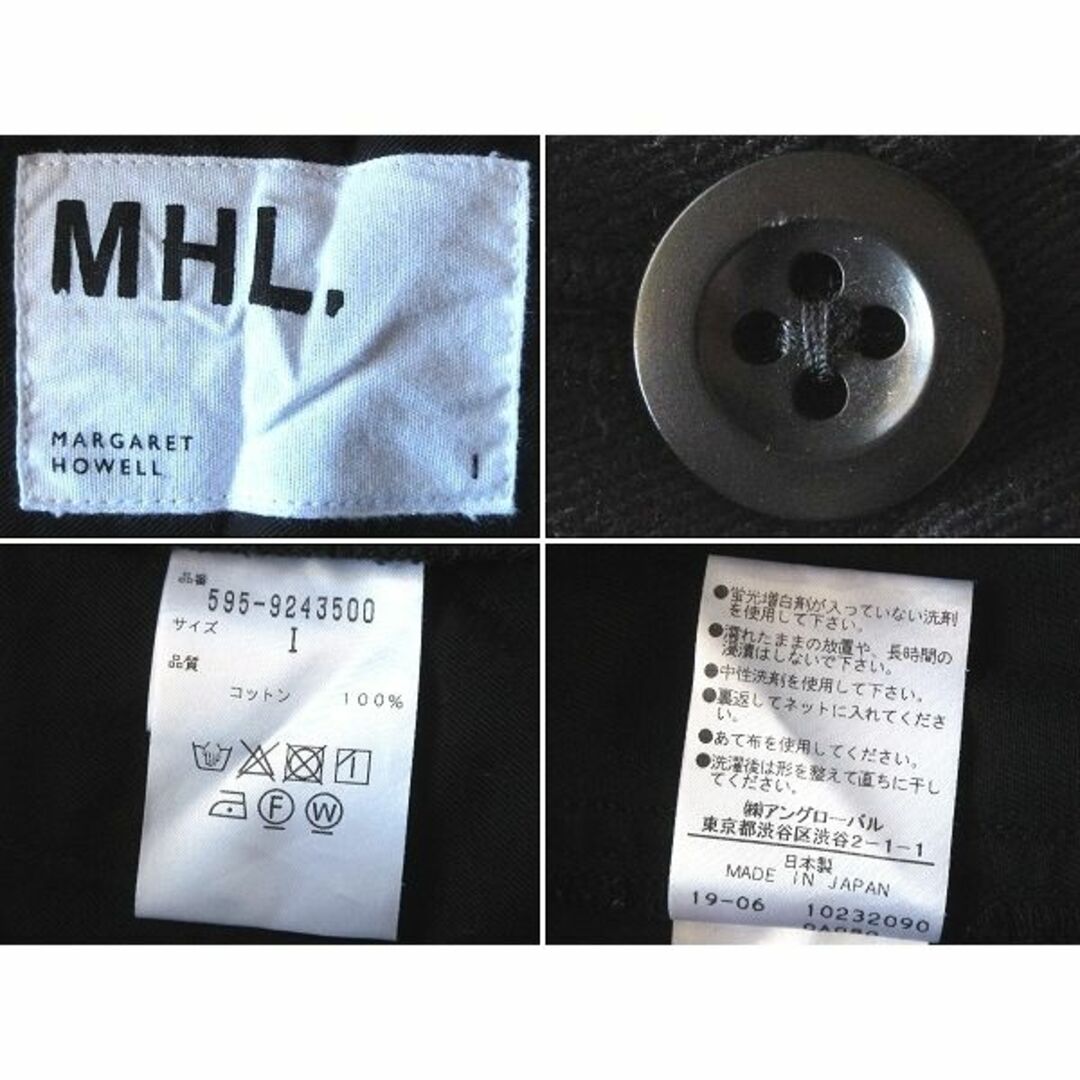 MHL.
MARGARET
HOWELL
I
品番
595-9243500
サイズ
I
品質
コットン 100%
F W
●蛍光増白剤が入っていない洗剤
を使用して下さい。
●濡れたままの放置や、長時間の
浸漬はしないで下さい。
●中性洗剤を使用して下さい。
●裏返してネットに入れてくださ
い。
●あて布を使用してください。
●洗濯後は形を整えて直ちに干し
てください。
㈱アングローバル
東京都渋谷区渋谷2-1-1
日本製
MADE IN JAPAN
19-06 10232090